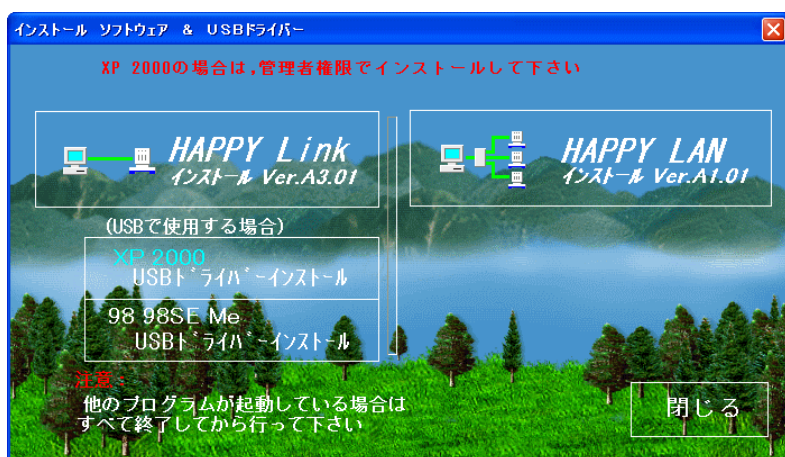 インストール ソフトウェア & USBドライバー
XP 2000の場合は,管理者権限でインストールして下さい
HAPPY Link
インストール Ver.A3.01
HAPPY LAN
インストール Ver.A1.01
(USBで使用する場合)
XP 2000
USBドライバーインストール
98 98SE Me
USBドライバーインストール
注意:
他のプログラムが起動している場合は
すべて終了してから行って下さい
閉じる